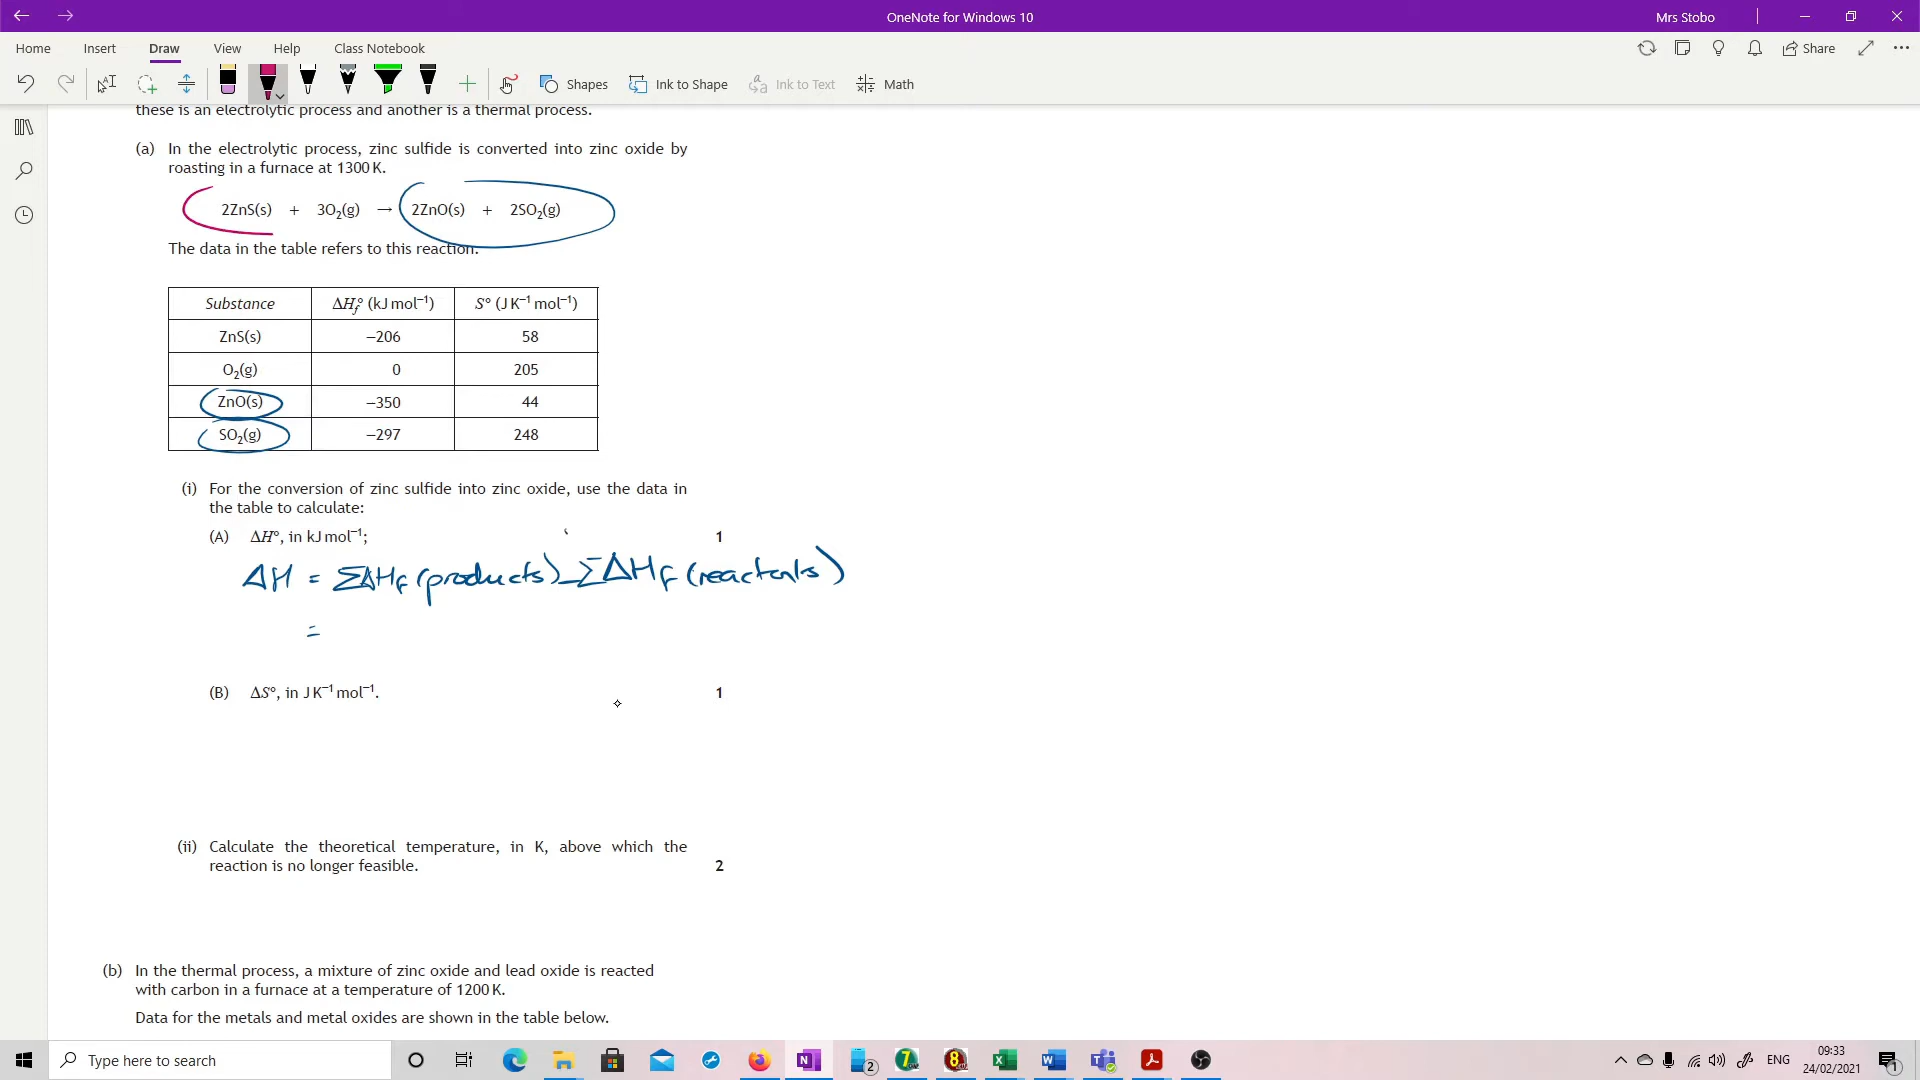 OneNote for Windows 10
Mrs Stobo
Home Insert Draw View Help Class Notebook
Share
Shapes Ink to Shape Ink to Text Math
these is an electrolytic process and another is a thermal process.
(a) In the electrolytic process, zinc sulfide is converted into zinc oxide by
roasting in a furnace at 1300 K.
2ZnS(s) + 3O₂(g) → 2ZnO(s) + 2SO₂(g)
The data in the table refers to this reaction.
Substance ΔHf° (kJ mol⁻¹) S° (J K⁻¹ mol⁻¹)
ZnS(s) −206 58
O₂(g) 0 205
ZnO(s) −350 44
SO₂(g) −297 248
(i) For the conversion of zinc sulfide into zinc oxide, use the data in
the table to calculate:
(A) ΔH°, in kJ mol⁻¹; 1
ΔH = ΣΔHf (products) − ΣΔHf (reactants)
=
(B) ΔS°, in J K⁻¹ mol⁻¹. 1
(ii) Calculate the theoretical temperature, in K, above which the
reaction is no longer feasible. 2
(b) In the thermal process, a mixture of zinc oxide and lead oxide is reacted
with carbon in a furnace at a temperature of 1200 K.
Data for the metals and metal oxides are shown in the table below.
Type here to search
ENG
09:33
24/02/2021